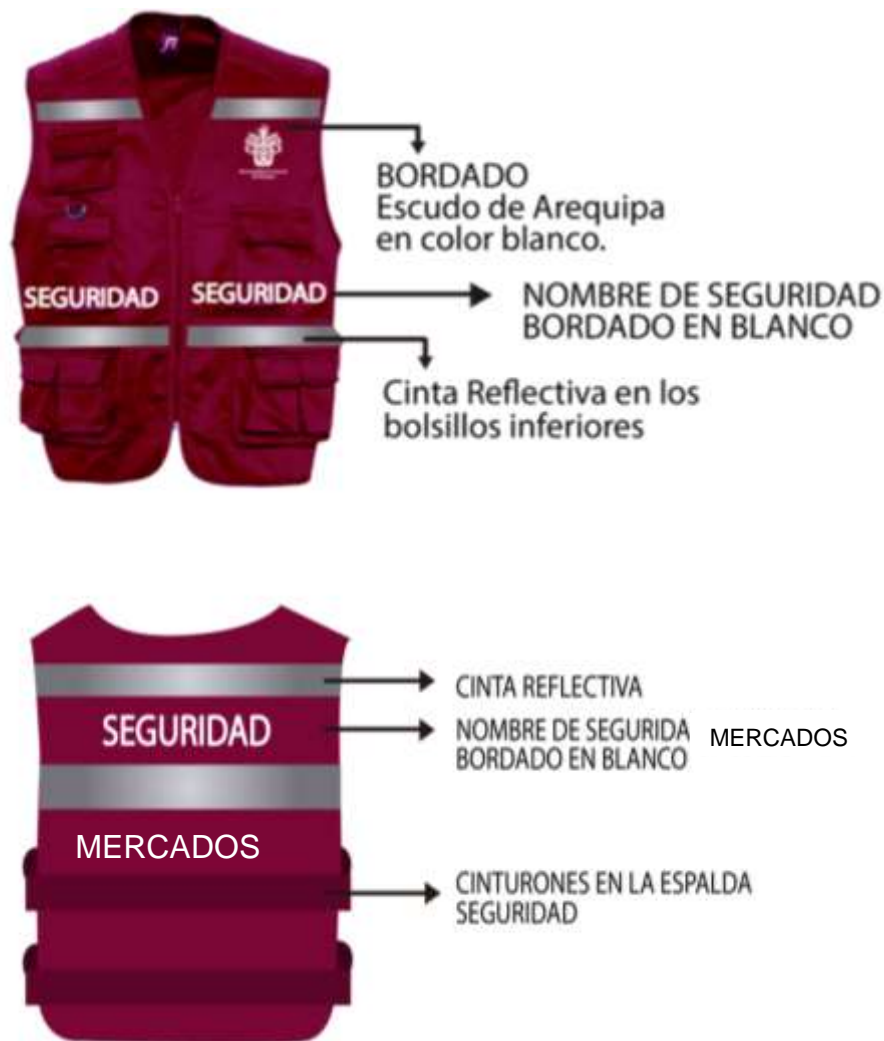 BORDADO
Escudo de Arequipa
en color blanco.
SEGURIDAD SEGURIDAD
NOMBRE DE SEGURIDAD
BORDADO EN BLANCO
Cinta Reflectiva en los
bolsillos inferiores
CINTA REFLECTIVA
SEGURIDAD
NOMBRE DE SEGURIDA MERCADOS
BORDADO EN BLANCO
MERCADOS
CINTURONES EN LA ESPALDA
SEGURIDAD